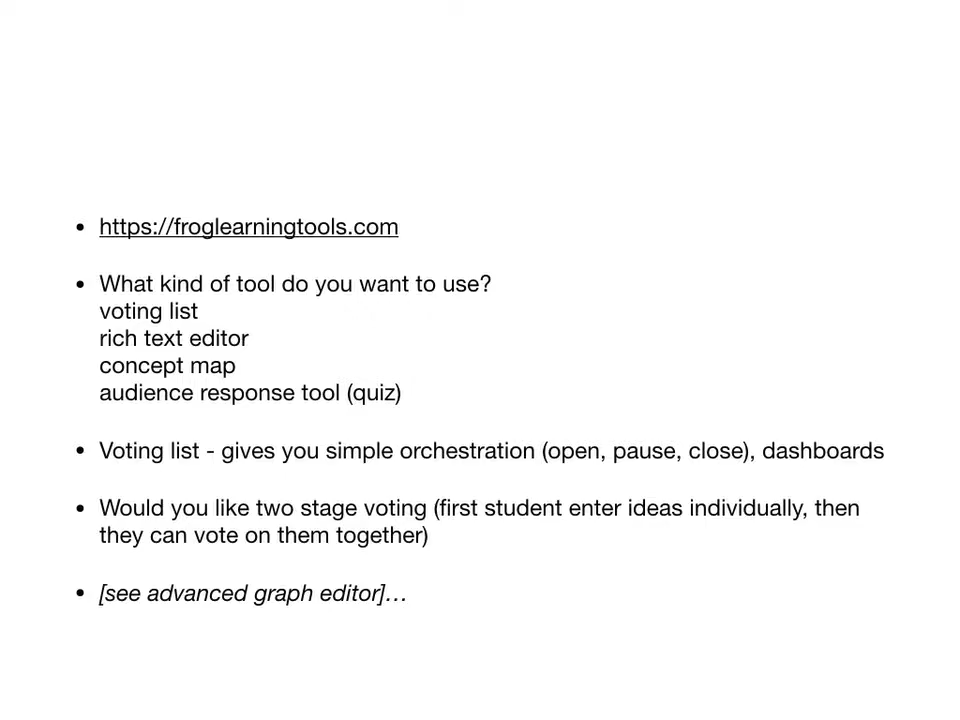 • https://froglearningtools.com
• What kind of tool do you want to use?
voting list
rich text editor
concept map
audience response tool (quiz)
• Voting list - gives you simple orchestration (open, pause, close), dashboards
• Would you like two stage voting (first student enter ideas individually, then
they can vote on them together)
• [see advanced graph editor]…